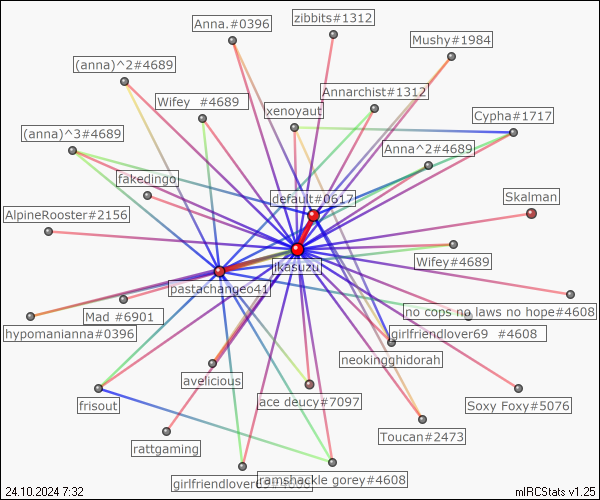 zibbits#1312
Anna.#0396
Mushy#1984
(anna)^2#4689
Annarchist#1312
Wifey #4689
xenoyaut
Cypha#1717
(anna)^3#4689
Anna^2#4689
fakedingo
default#0617
Skalman
AlpineRooster#2156
Wifey#4689
jkasuzu
pastachangeo41
no cops no laws no hope#4608
Mad #6901
hypomanianna#0396
girlfriendlover69 #4608
neokingghidorah
avelicious
ace deucy#7097
Soxy Foxy#5076
frisout
Toucan#2473
rattgaming
ramshackle gorey#4608
girlfriendlover69#4608
24.10.2024 7:32
mIRCStats v1.25